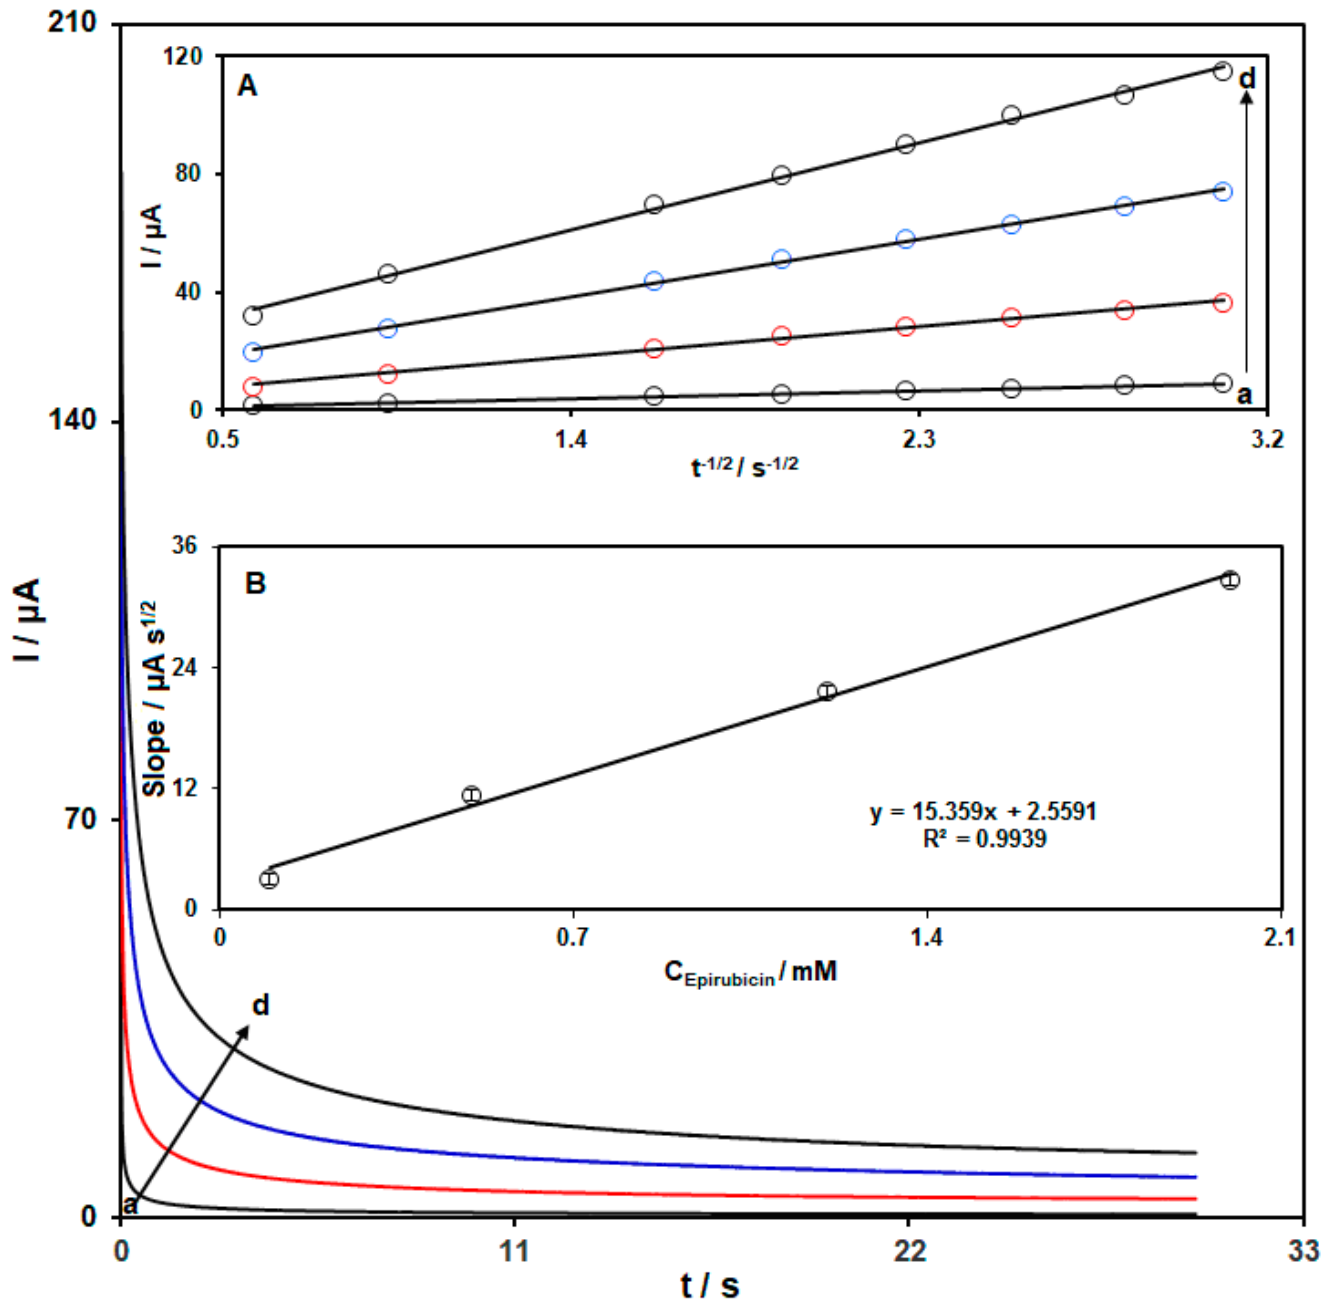 210
140
70
0
I / µA
0
11
22
33
t / s
a
d
A
120
80
40
0
I / µA
0.5
1.4
2.3
3.2
t⁻¹/² / s⁻¹/²
d
a
B
36
24
12
0
Slope / µA s¹/²
0
0.7
1.4
2.1
C_Epirubicin / mM
y = 15.359x + 2.5591
R² = 0.9939